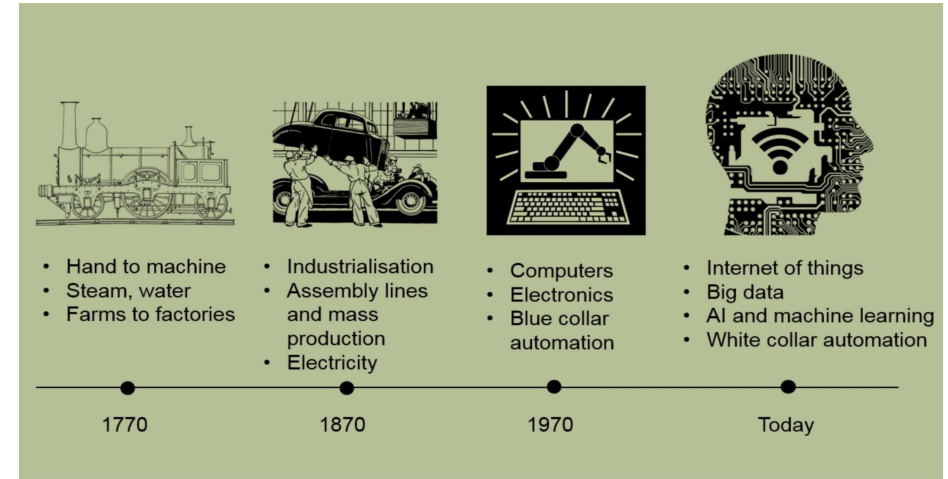 • Hand to machine
• Steam, water
• Farms to factories
• Industrialisation
• Assembly lines
and mass
production
• Electricity
• Computers
• Electronics
• Blue collar
automation
• Internet of things
• Big data
• AI and machine learning
• White collar automation
1770
1870
1970
Today